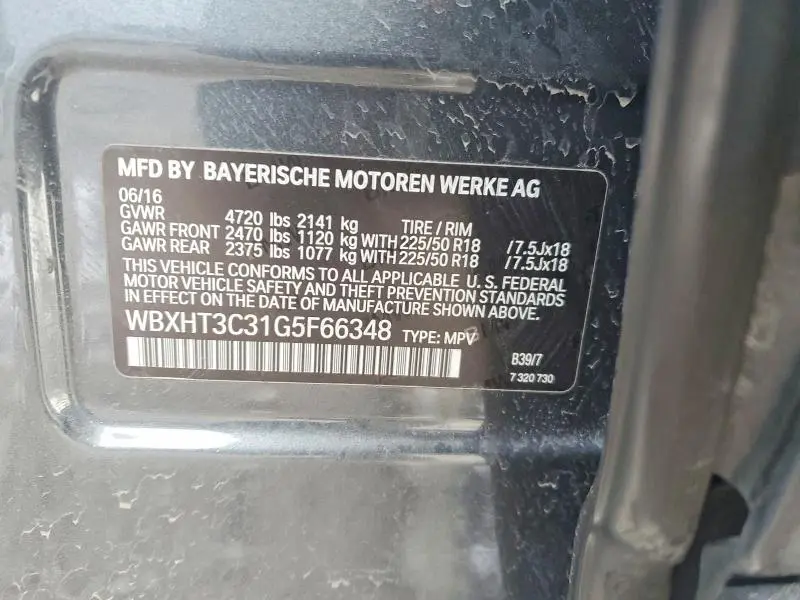 MFD BY BAYERISCHE MOTOREN WERKE AG
06/16
GVWR 4720 lbs 2141 kg TIRE / RIM
GAWR FRONT 2470 lbs 1120 kg WITH 225/50 R18 /7.5Jx18
GAWR REAR 2375 lbs 1077 kg WITH 225/50 R18 /7.5Jx18
THIS VEHICLE CONFORMS TO ALL APPLICABLE U.S. FEDERAL
MOTOR VEHICLE SAFETY AND THEFT PREVENTION STANDARDS
IN EFFECT ON THE DATE OF MANUFACTURE SHOWN ABOVE.
WBXHT3C31G5F66348 TYPE: MPV
B39/7
7 320 730